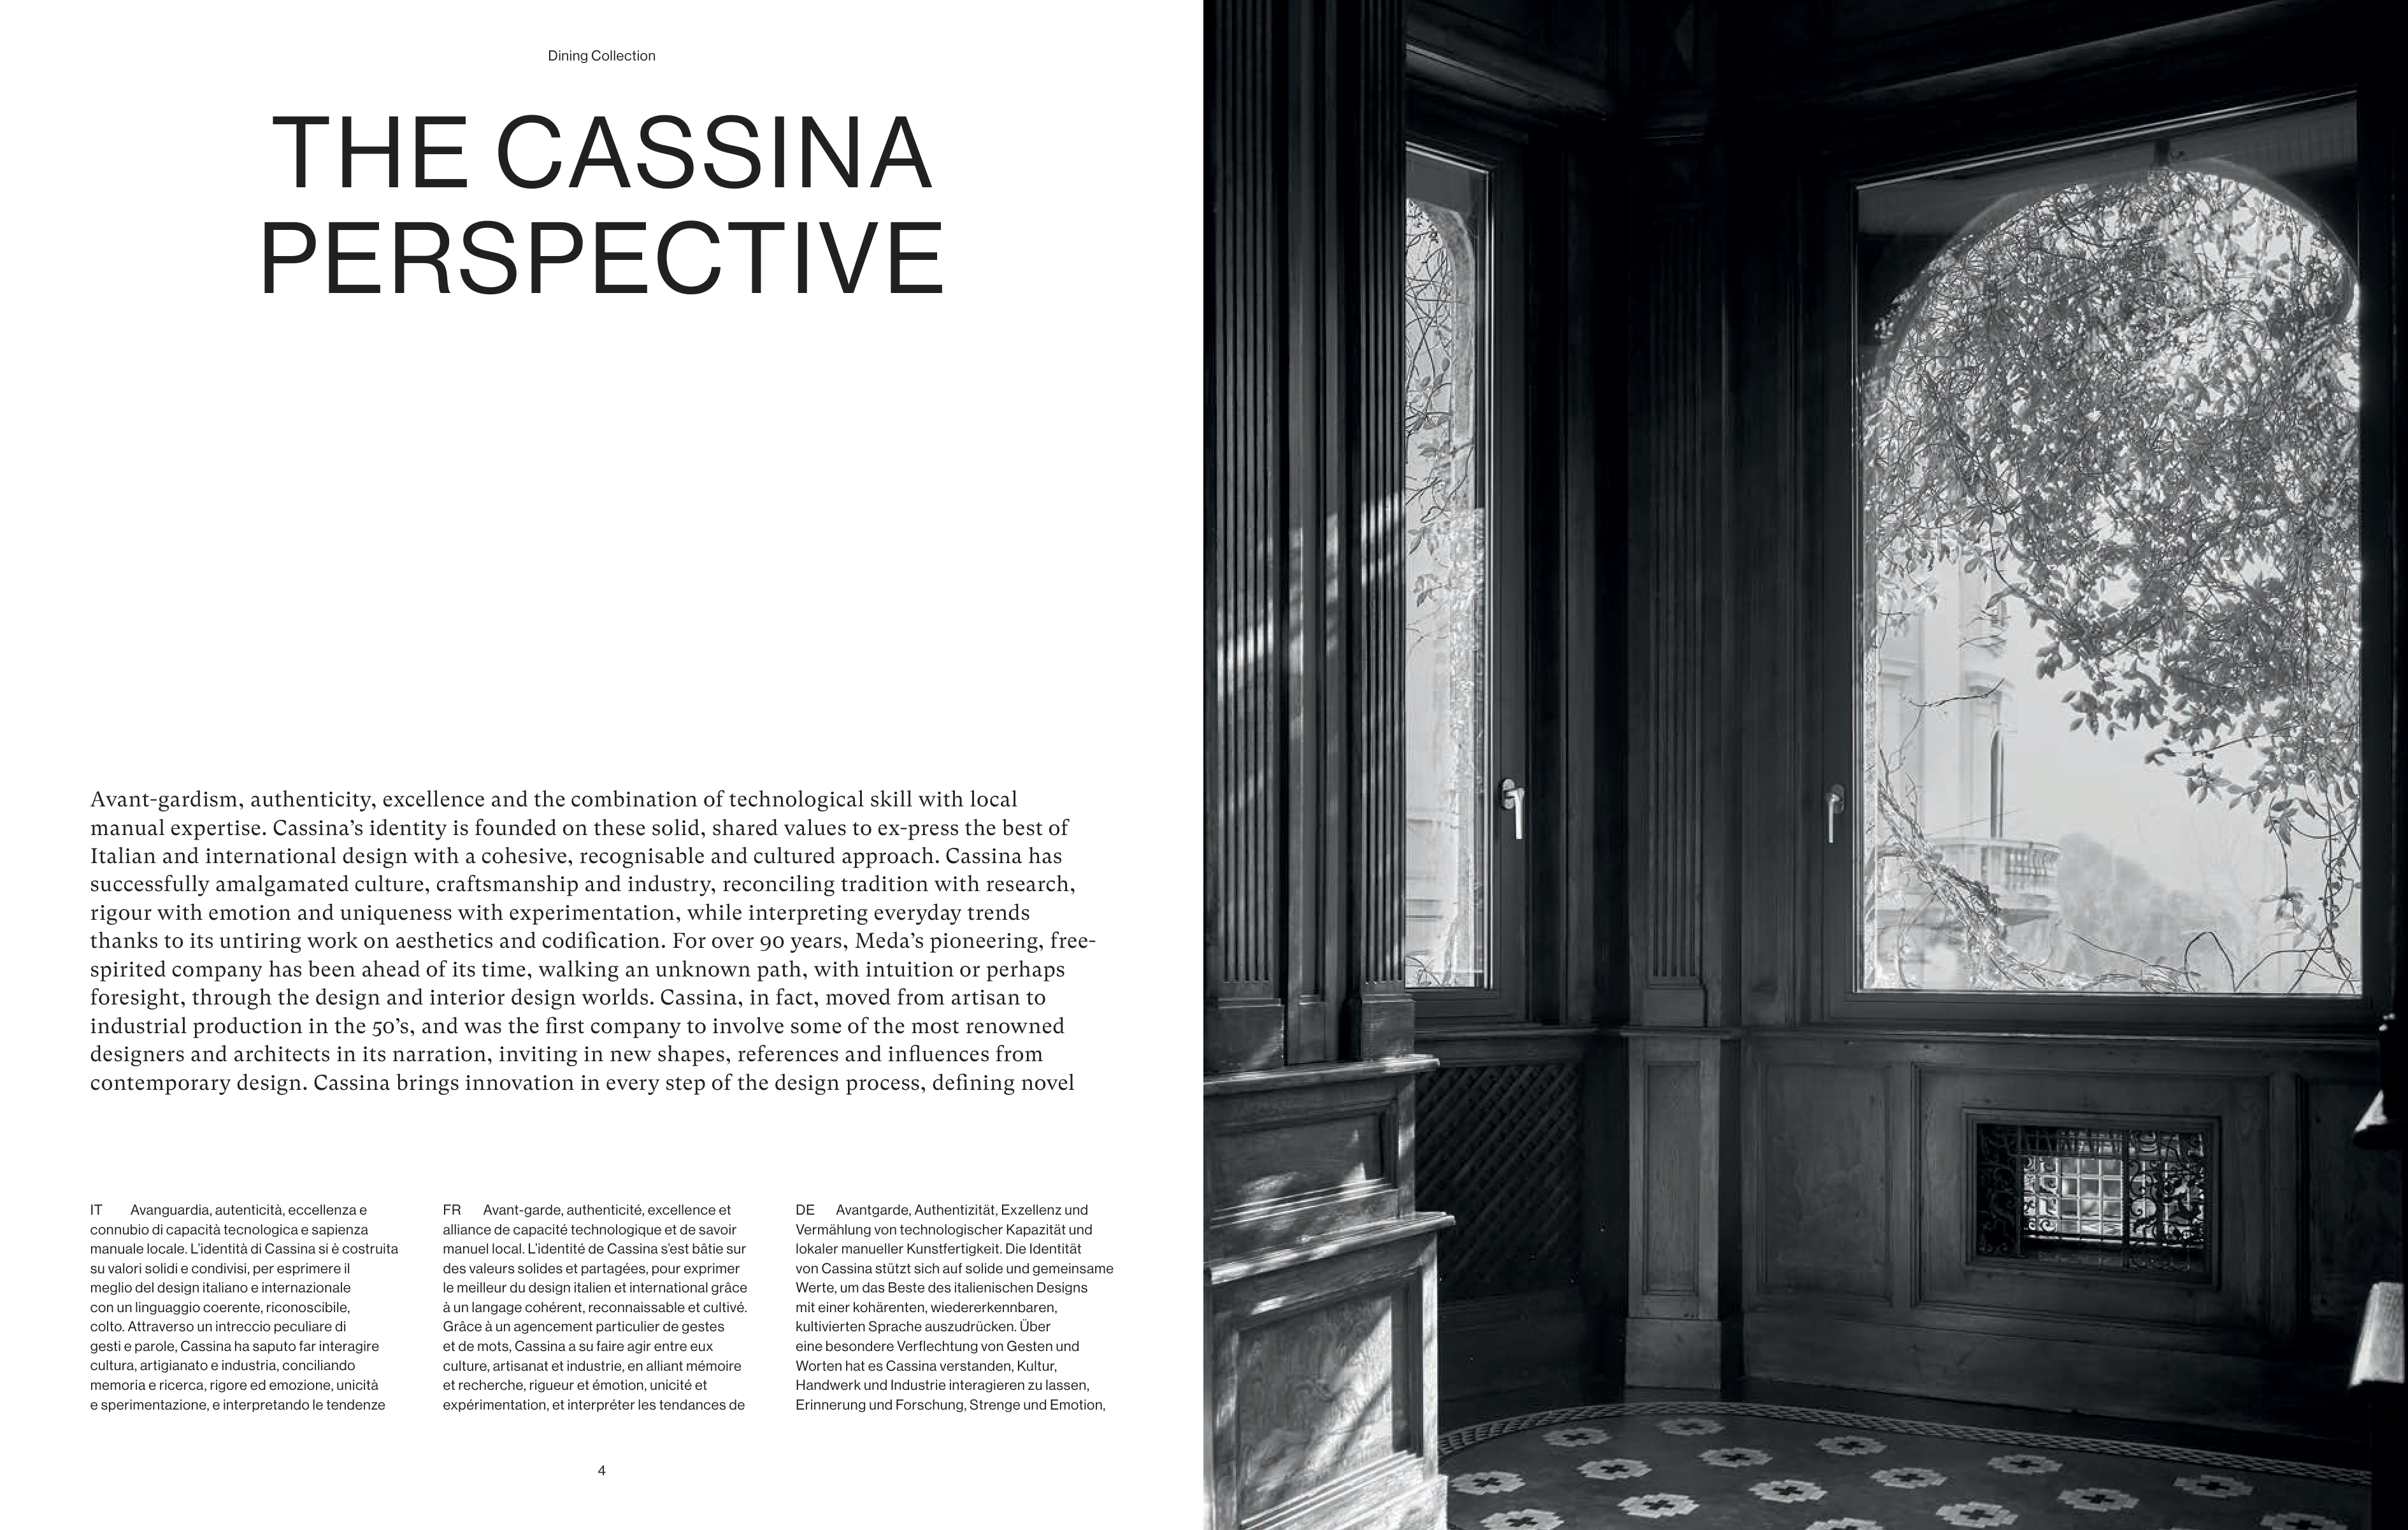 Dining Collection
THE CASSINA
PERSPECTIVE
Avant-gardism, authenticity, excellence and the combination of technological skill with local
manual expertise. Cassina’s identity is founded on these solid, shared values to ex-press the best of
Italian and international design with a cohesive, recognisable and cultured approach. Cassina has
successfully amalgamated culture, craftsmanship and industry, reconciling tradition with research,
rigour with emotion and uniqueness with experimentation, while interpreting everyday trends
thanks to its untiring work on aesthetics and codification. For over 90 years, Meda’s pioneering, free-
spirited company has been ahead of its time, walking an unknown path, with intuition or perhaps
foresight, through the design and interior design worlds. Cassina, in fact, moved from artisan to
industrial production in the 50’s, and was the first company to involve some of the most renowned
designers and architects in its narration, inviting in new shapes, references and influences from
contemporary design. Cassina brings innovation in every step of the design process, defining novel
IT Avanguardia, autenticità, eccellenza e
connubio di capacità tecnologica e sapienza
manuale locale. L’identità di Cassina si è costruita
su valori solidi e condivisi, per esprimere il
meglio del design italiano e internazionale
con un linguaggio coerente, riconoscibile,
colto. Attraverso un intreccio peculiare di
gesti e parole, Cassina ha saputo far interagire
cultura, artigianato e industria, conciliando
memoria e ricerca, rigore ed emozione, unicità
e sperimentazione, e interpretando le tendenze
FR Avant-garde, authenticité, excellence et
alliance de capacité technologique et de savoir
manuel local. L’identité de Cassina s’est bâtie sur
des valeurs solides et partagées, pour exprimer
le meilleur du design italien et international grâce
à un langage cohérent, reconnaissable et cultivé.
Grâce à un agencement particulier de gestes
et de mots, Cassina a su faire agir entre eux
culture, artisanat et industrie, en alliant mémoire
et recherche, rigueur et émotion, unicité et
expérimentation, et interpréter les tendances de
DE Avantgarde, Authentizität, Exzellenz und
Vermählung von technologischer Kapazität und
lokaler manueller Kunstfertigkeit. Die Identität
von Cassina stützt sich auf solide und gemeinsame
Werte, um das Beste des italienischen Designs
mit einer kohärenten, wiedererkennbaren,
kultivierten Sprache auszudrücken. Über
eine besondere Verflechtung von Gesten und
Worten hat es Cassina verstanden, Kultur,
Handwerk und Industrie interagieren zu lassen,
Erinnerung und Forschung, Strenge und Emotion,
4